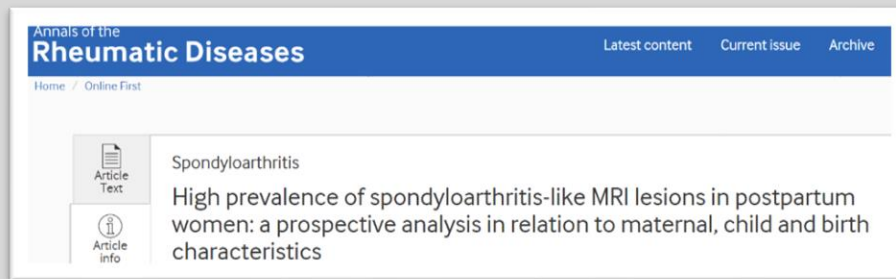 Annals of the
Rheumatic Diseases
Latest content Current issue Archive
Home / Online First
Article
Text
Article
info
Spondyloarthritis
High prevalence of spondyloarthritis-like MRI lesions in postpartum
women: a prospective analysis in relation to maternal, child and birth
characteristics